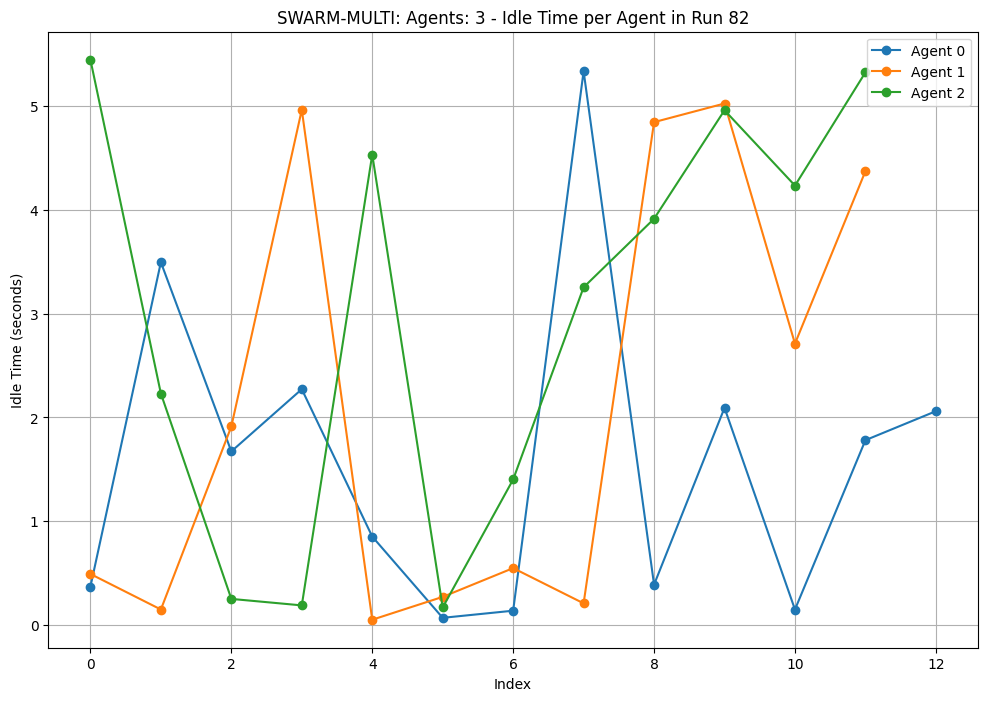 SWARM-MULTI: Agents: 3 - Idle Time per Agent in Run 82
Agent 0
Agent 1
Agent 2
Idle Time (seconds)
5
4
3
2
1
0
0 2 4 6 8 10 12
Index